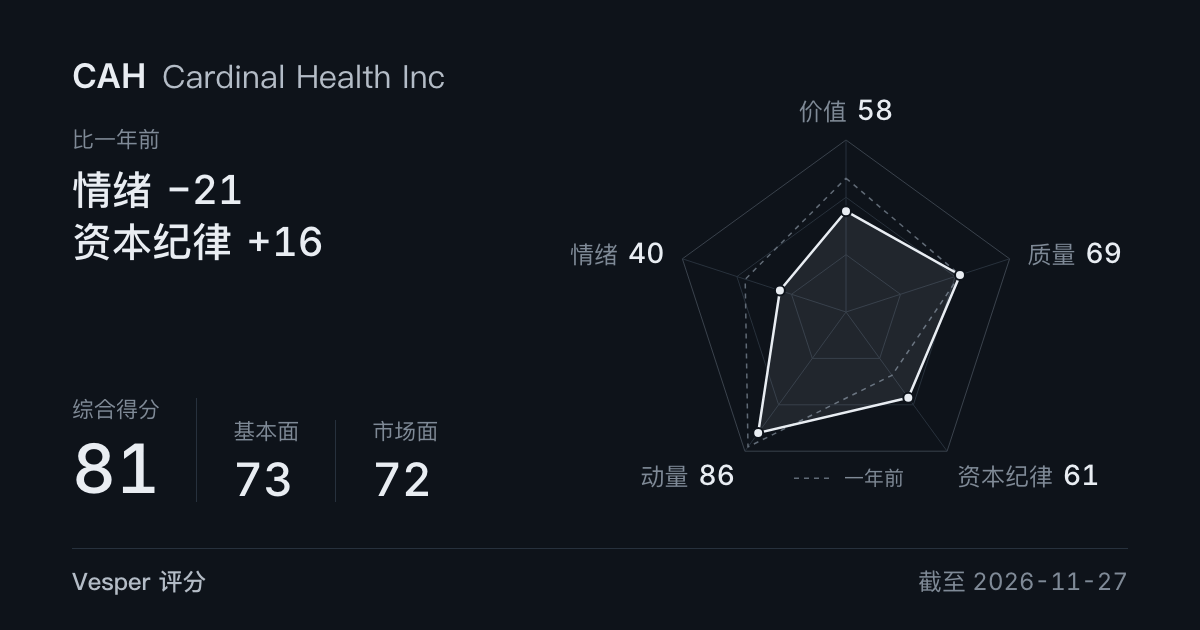 CAH Cardinal Health Inc
比一年前
情绪 −21
资本纪律 +16
综合得分
81
基本面
73
市场面
72
价值 58
质量 69
情绪 40
动量 86
资本纪律 61
一年前
Vesper 评分
截至 2026-11-27